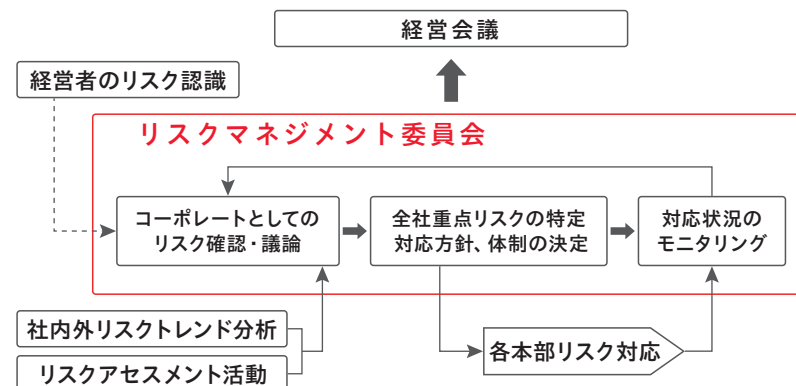 経営会議
経営者のリスク認識
リスクマネジメント委員会
コーポレートとしての
リスク確認・議論
全社重点リスクの特定
対応方針、体制の決定
対応状況の
モニタリング
社内外リスクトレンド分析
リスクアセスメント活動
各本部リスク対応